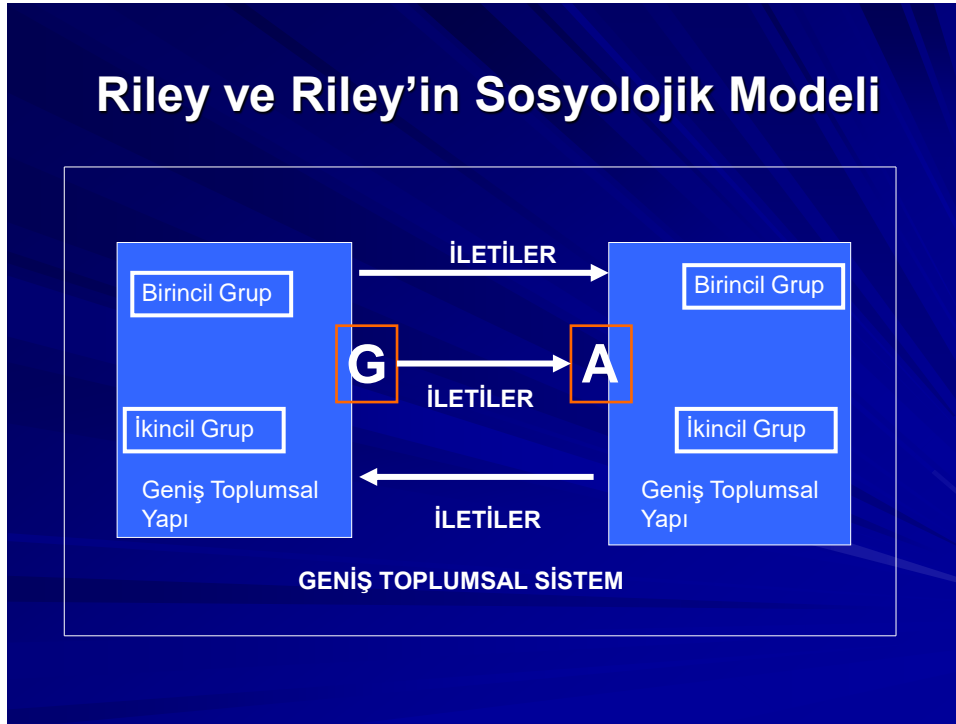 Riley ve Riley’in Sosyolojik Modeli
İLETİLER
Birincil Grup
Birincil Grup
G
A
İLETİLER
İkincil Grup
İkincil Grup
Geniş Toplumsal
Yapı
Geniş Toplumsal
Yapı
İLETİLER
GENİŞ TOPLUMSAL SİSTEM